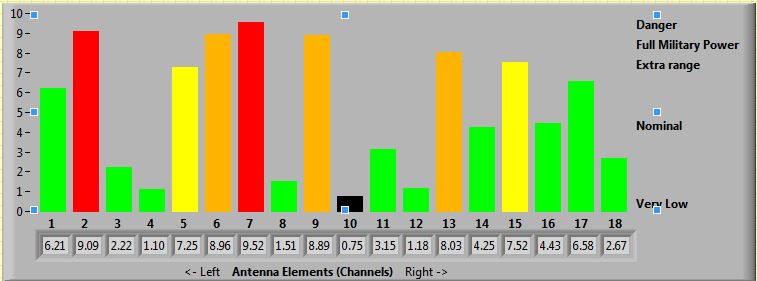 10
9
8
7
6
5
4
3
2
1
0
Danger
Full Military Power
Extra range
Nominal
Very Low
1 2 3 4 5 6 7 8 9 10 11 12 13 14 15 16 17 18
6.21 9.09 2.22 1.10 7.25 8.96 9.52 1.51 8.89 0.75 3.15 1.18 8.03 4.25 7.52 4.43 6.58 2.67
<- Left Antenna Elements (Channels) Right ->